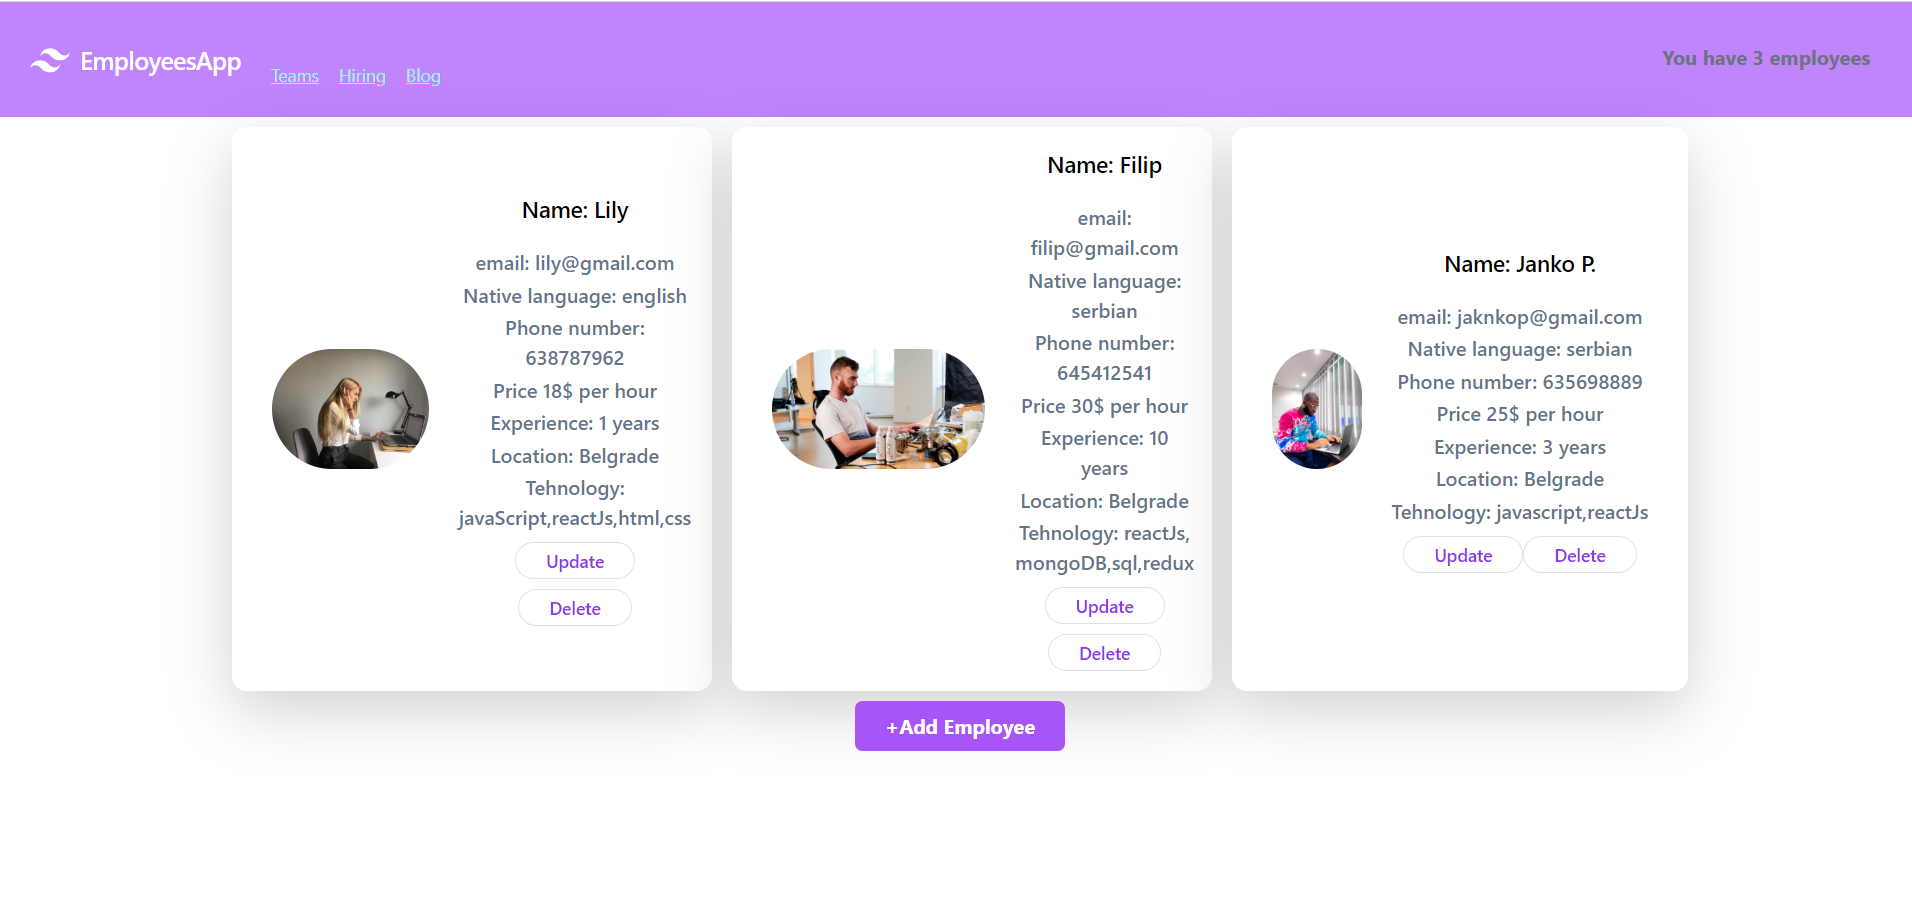 EmployeesApp
Teams Hiring Blog
You have 3 employees
Name: Lily
email: lily@gmail.com
Native language: english
Phone number:
638787962
Price 18$ per hour
Experience: 1 years
Location: Belgrade
Tehnology:
javaScript,reactJs,html,css
Update
Delete
Name: Filip
email:
filip@gmail.com
Native language:
serbian
Phone number:
645412541
Price 30$ per hour
Experience: 10
years
Location: Belgrade
Tehnology: reactJs,
mongoDB,sql,redux
Update
Delete
Name: Janko P.
email: jaknkop@gmail.com
Native language: serbian
Phone number: 635698889
Price 25$ per hour
Experience: 3 years
Location: Belgrade
Tehnology: javascript,reactJs
Update Delete
+Add Employee